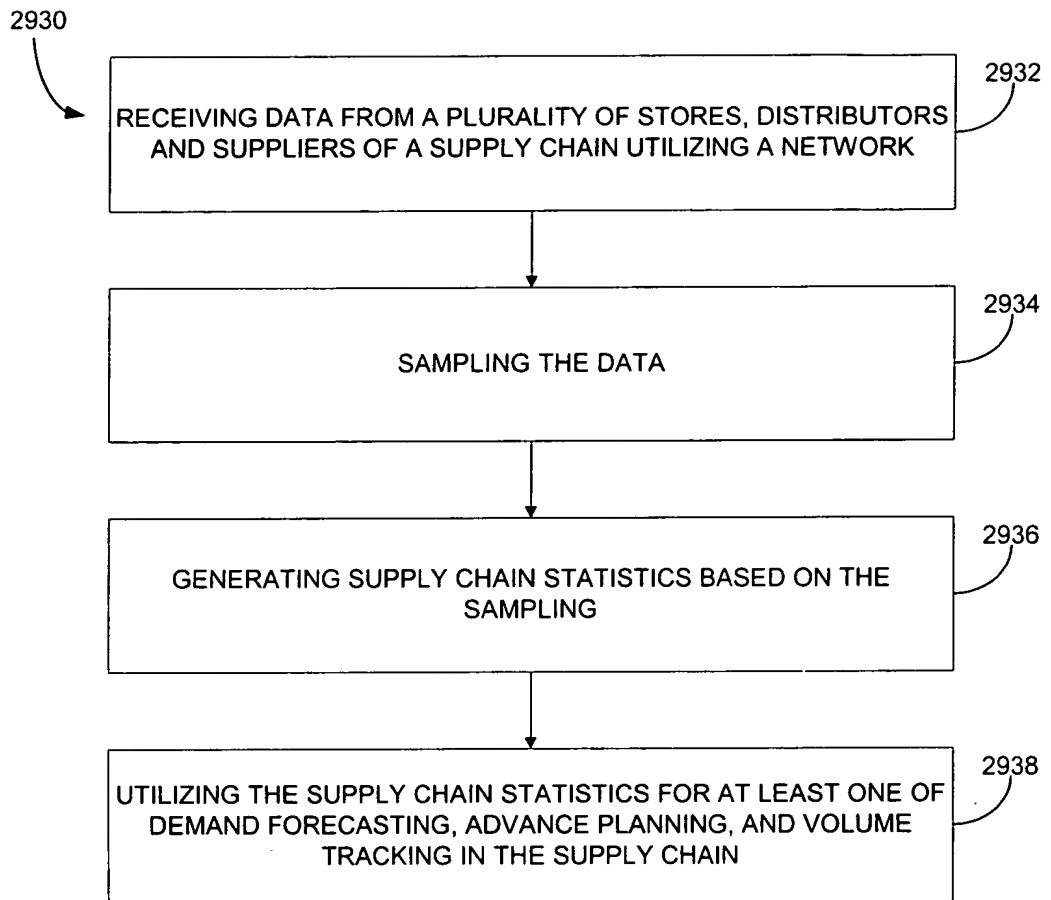 2930
2932
RECEIVING DATA FROM A PLURALITY OF STORES, DISTRIBUTORS
AND SUPPLIERS OF A SUPPLY CHAIN UTILIZING A NETWORK
2934
SAMPLING THE DATA
2936
GENERATING SUPPLY CHAIN STATISTICS BASED ON THE
SAMPLING
2938
UTILIZING THE SUPPLY CHAIN STATISTICS FOR AT LEAST ONE OF
DEMAND FORECASTING, ADVANCE PLANNING, AND VOLUME
TRACKING IN THE SUPPLY CHAIN